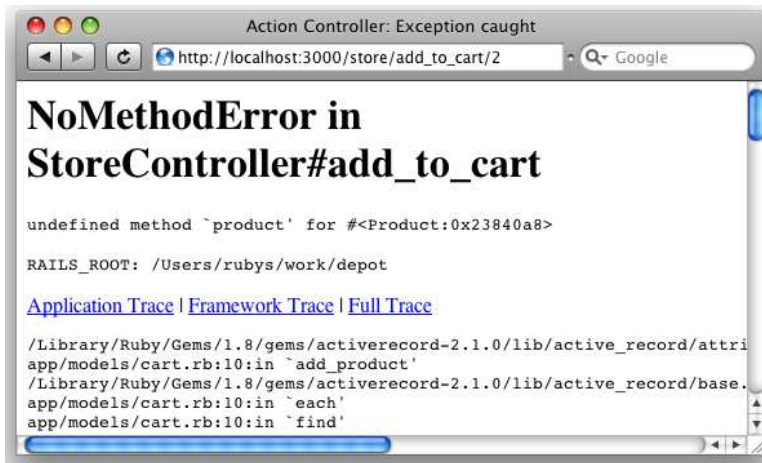 Action Controller: Exception caught
http://localhost:3000/store/add_to_cart/2
Google
NoMethodError in
StoreController#add_to_cart
undefined method `product' for #<Product:0x23840a8>
RAILS_ROOT: /Users/rubys/work/depot
Application Trace | Framework Trace | Full Trace
/Library/Ruby/Gems/1.8/gems/activerecord-2.1.0/lib/active_record/attri
app/models/cart.rb:10:in `add_product'
/Library/Ruby/Gems/1.8/gems/activerecord-2.1.0/lib/active_record/base.
app/models/cart.rb:10:in `each'
app/models/cart.rb:10:in `find'